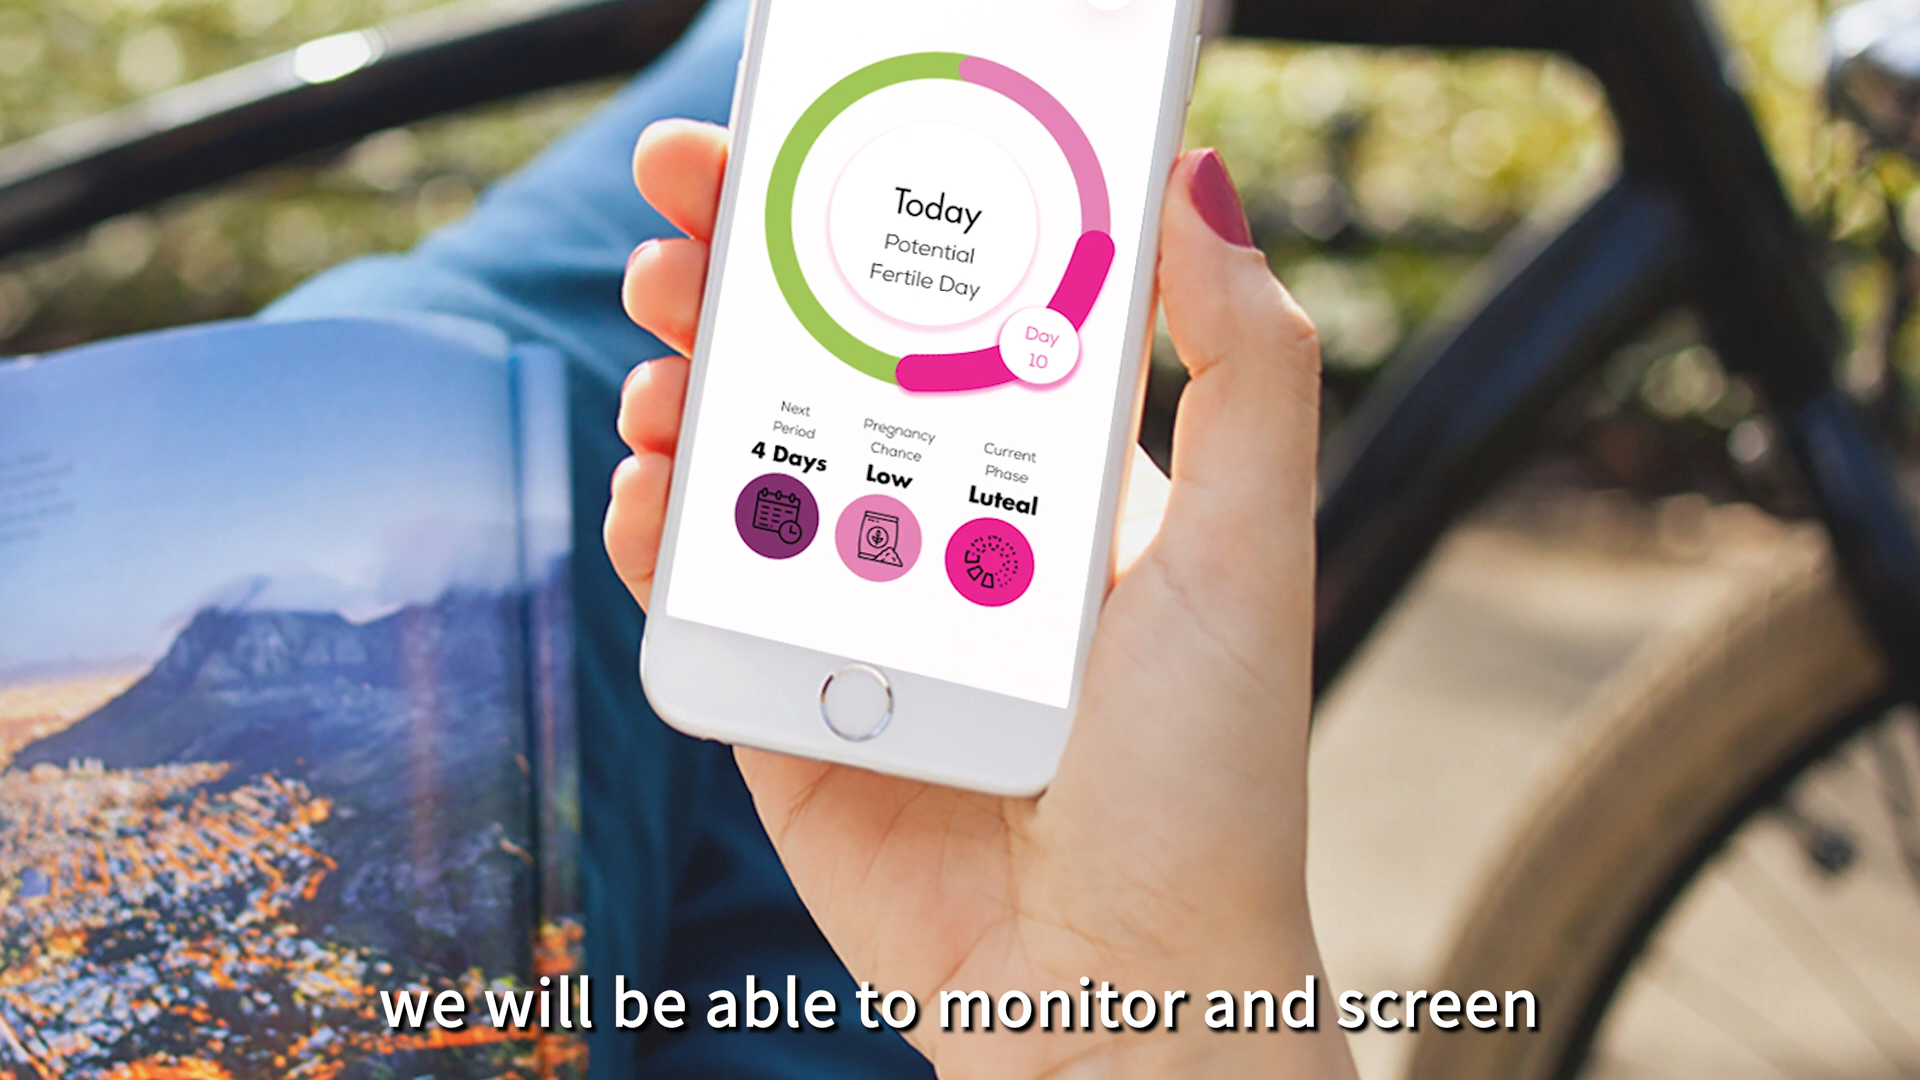 Today
Potential
Fertile Day
Day
10
Next
Period
4 Days
Pregnancy
Chance
Low
Current
Phase
Luteal
we will be able to monitor and screen